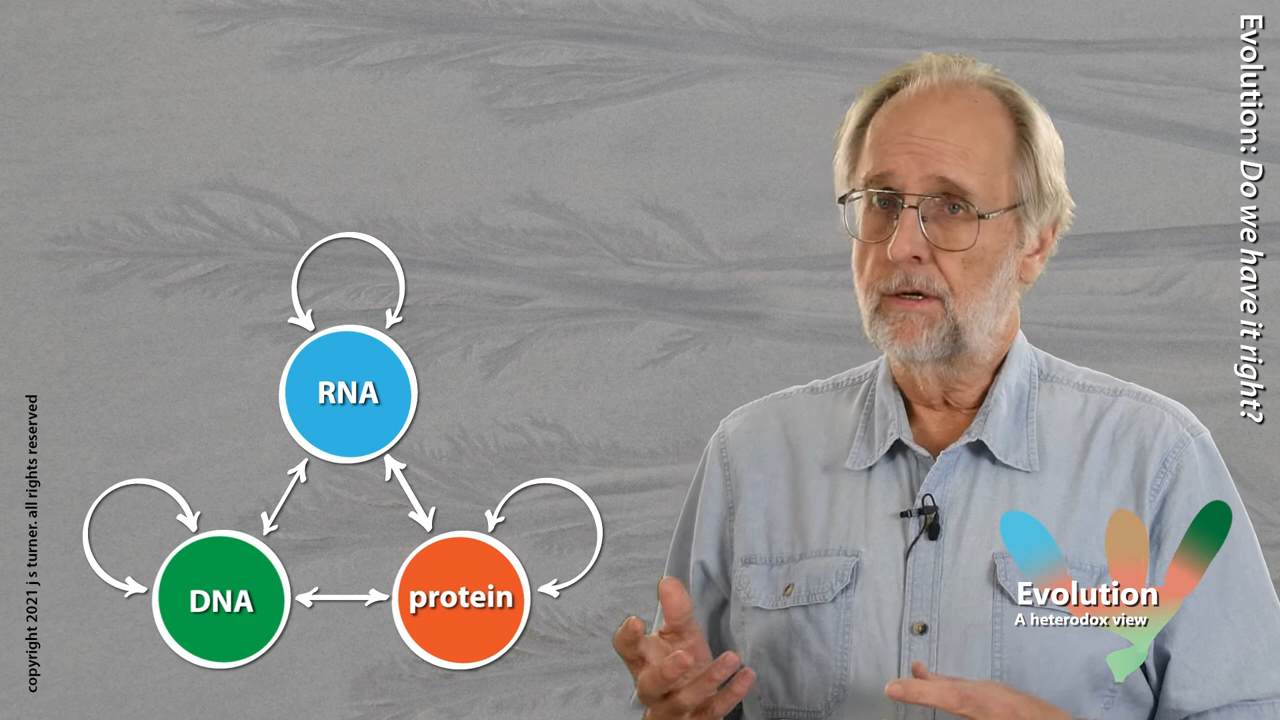 Evolution: Do we have it right?
RNA
DNA
protein
Evolution
A heterodox view
copyright 2021 j s turner. all rights reserved